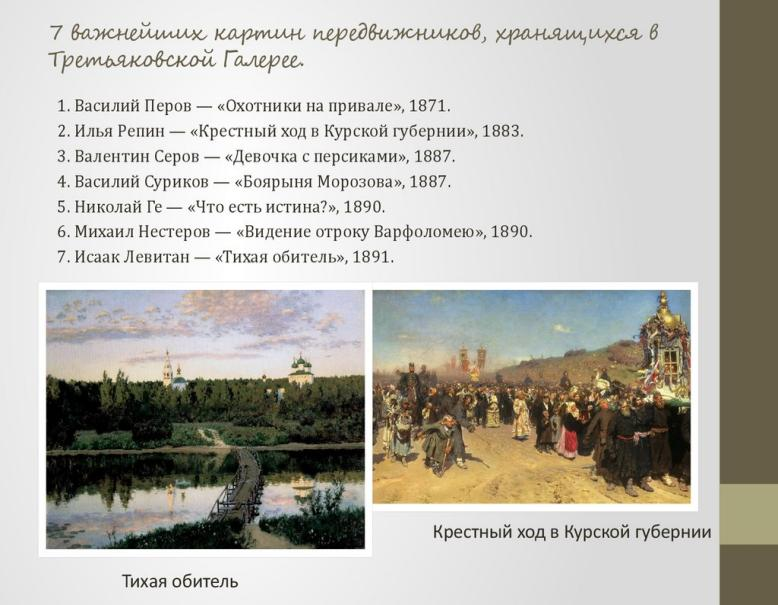 7 важнейших картин передвижников, хранящихся в
Третьяковской Галерее.
1. Василий Перов — «Охотники на привале», 1871.
2. Илья Репин — «Крестный ход в Курской губернии», 1883.
3. Валентин Серов — «Девочка с персиками», 1887.
4. Василий Суриков — «Боярыня Морозова», 1887.
5. Николай Ге — «Что есть истина?», 1890.
6. Михаил Нестеров — «Видение отроку Варфоломею», 1890.
7. Исаак Левитан — «Тихая обитель», 1891.
Крестный ход в Курской губернии
Тихая обитель